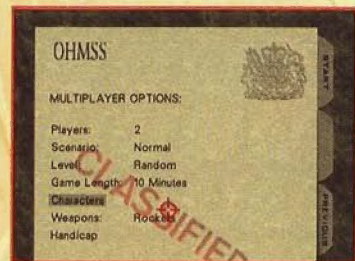 OHMSS
MULTIPLAYER OPTIONS:
Players: 2
Scenario: Normal
Level: Random
Game Length: 10 Minutes
Characters
Weapons: Rockets
Handicap
CLASSIFIED
START
PREVIOUS